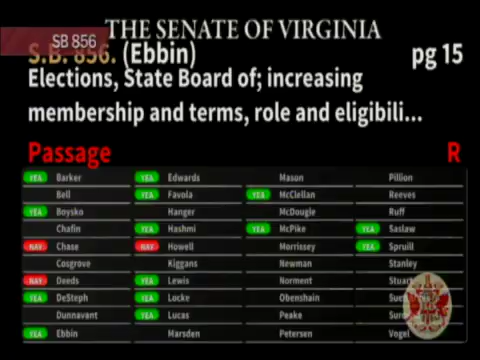 THE SENATE OF VIRGINIA
SB 856
S.B. 856. (Ebbin) pg 15
Elections, State Board of; increasing
membership and terms, role and eligibili...
Passage R
YEA Barker YEA Edwards Mason Pillion
Bell YEA Favola YEA McClellan Reeves
YEA Boysko Hanger McDougle Ruff
Chafin YEA Hashmi YEA McPike YEA Saslaw
NAY Chase NAY Howell Morrissey YEA Spruill
Cosgrove Kiggans Newman Stanley
NAY Deeds YEA Lewis Norment
YEA DeSteph YEA Locke Obenshain
Dunnavant YEA Lucas Peake
YEA Ebbin Marsden Petersen Vogel